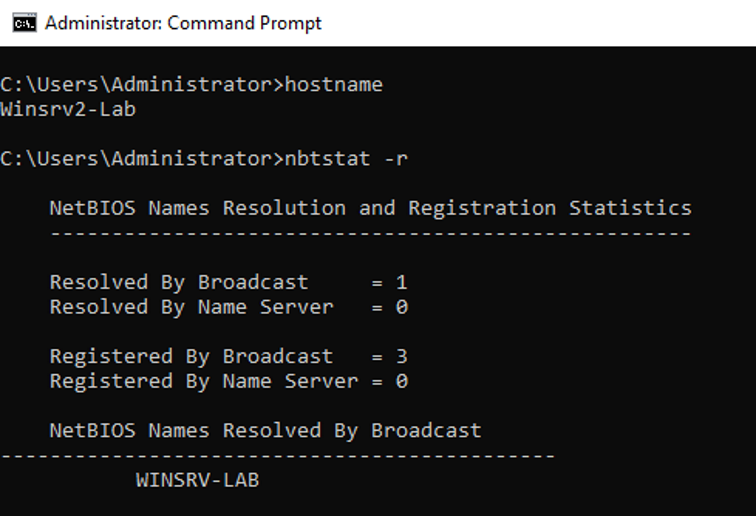 Administrator: Command Prompt
C:\Users\Administrator>hostname
Winsrv2-Lab
C:\Users\Administrator>nbtstat -r
NetBIOS Names Resolution and Registration Statistics
----------------------------------------------------
Resolved By Broadcast     = 1
Resolved By Name Server   = 0
Registered By Broadcast   = 3
Registered By Name Server = 0
NetBIOS Names Resolved By Broadcast
---------------------------------------------
WINSRV-LAB